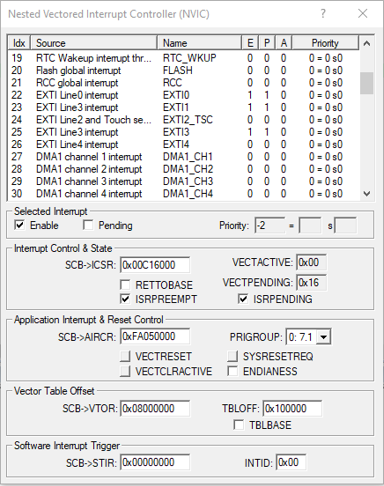 Nested Vectored Interrupt Controller (NVIC)
Idx Source Name E P A Priority
19 RTC Wakeup interrupt thr... RTC_WKUP 0 0 0 0 = 0 s0
20 Flash global interrupt FLASH 0 0 0 0 = 0 s0
21 RCC global interrupt RCC 0 0 0 0 = 0 s0
22 EXTI Line0 interrupt EXTI0 1 1 0 0 = 0 s0
23 EXTI Line3 interrupt EXTI1 1 1 0 0 = 0 s0
24 EXTI Line2 and Touch se... EXTI2_TSC 0 0 0 0 = 0 s0
25 EXTI Line3 interrupt EXTI3 1 1 0 0 = 0 s0
26 EXTI Line4 interrupt EXTI4 0 0 0 0 = 0 s0
27 DMA1 channel 1 interrupt DMA1_CH1 0 0 0 0 = 0 s0
28 DMA1 channel 2 interrupt DMA1_CH2 0 0 0 0 = 0 s0
29 DMA1 channel 3 interrupt DMA1_CH3 0 0 0 0 = 0 s0
30 DMA1 channel 4 interrupt DMA1_CH4 0 0 0 0 = 0 s0
Selected Interrupt
Enable Pending Priority: -2 = s
Interrupt Control & State
SCB->ICSR: 0x00C16000 VECTACTIVE: 0x00
RETTOBASE VECTPENDING: 0x16
ISRPREEMPT ISRPENDING
Application Interrupt & Reset Control
SCB->AIRCR: 0xFA050000 PRIGROUP: 0: 7.1
VECTRESET SYSRESETREQ
VECTCLRACTIVE ENDIANESS
Vector Table Offset
SCB->VTOR: 0x08000000 TBLOFF: 0x100000
TBLBASE
Software Interrupt Trigger
SCB->STIR: 0x00000000 INTID: 0x00